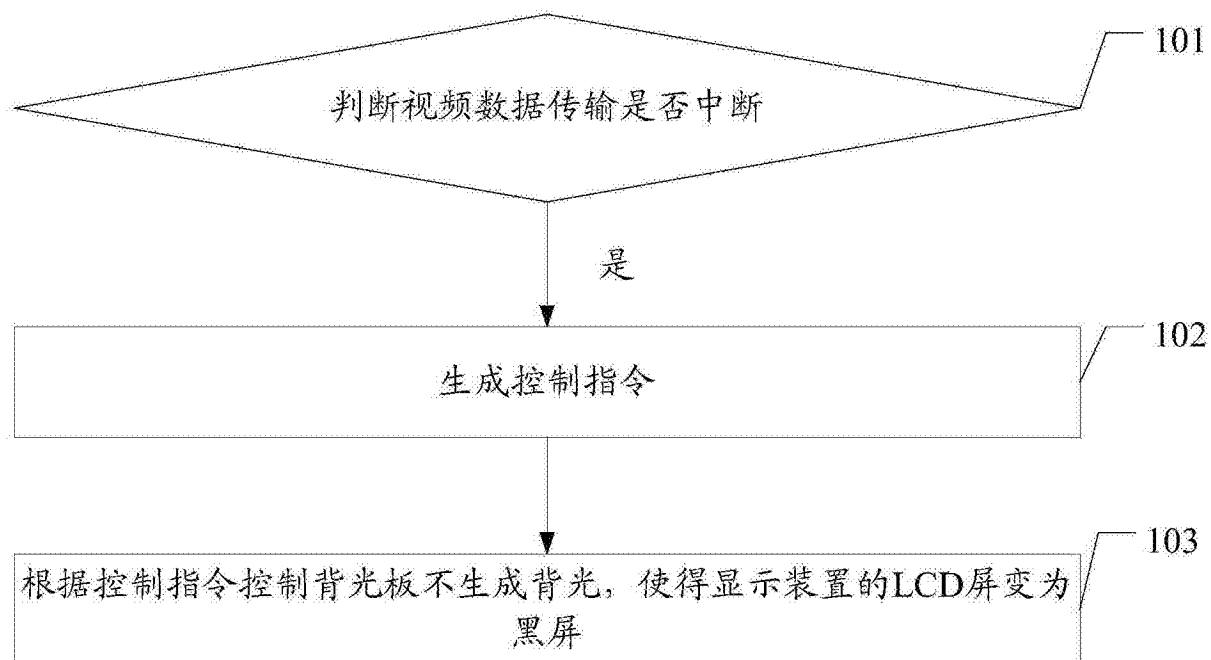 101
判断视频数据传输是否中断
是
102
生成控制指令
103
根据控制指令控制背光板不生成背光，使得显示装置的LCD屏变为
黑屏